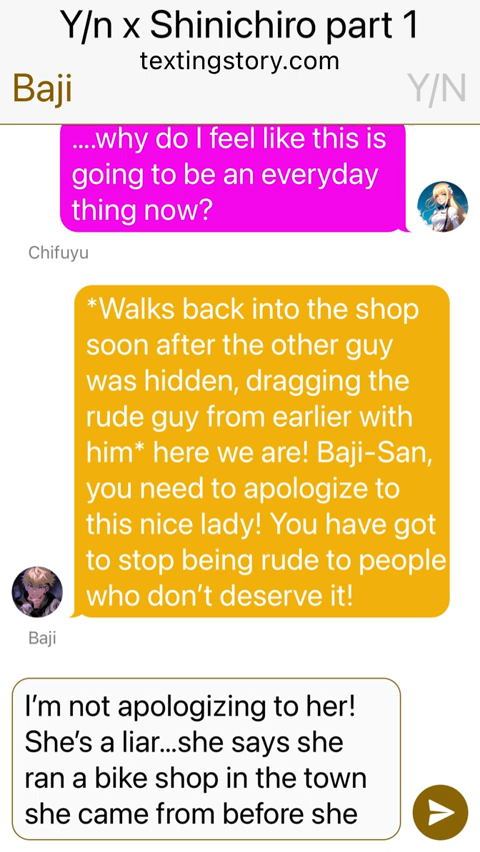 Y/n x Shinichiro part 1
textingstory.com
Baji
Y/N
....why do I feel like this is
going to be an everyday
thing now?
Chifuyu
*Walks back into the shop
soon after the other guy
was hidden, dragging the
rude guy from earlier with
him* here we are! Baji-San,
you need to apologize to
this nice lady! You have got
to stop being rude to people
who don’t deserve it!
Baji
I’m not apologizing to her!
She’s a liar...she says she
ran a bike shop in the town
she came from before she